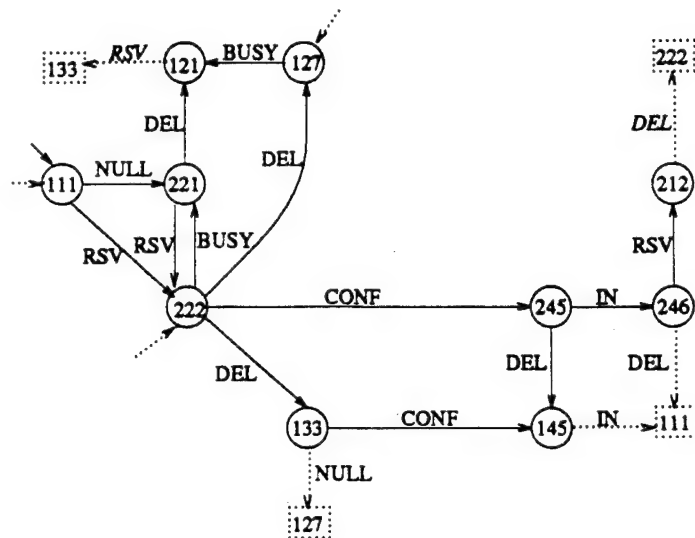 133 RSV 121 BUSY 127 222
DEL DEL DEL
111 NULL 221 212
RSV RSV BUSY RSV
222 CONF 245 IN 246
DEL DEL DEL
133 CONF 145 IN 111
NULL
127